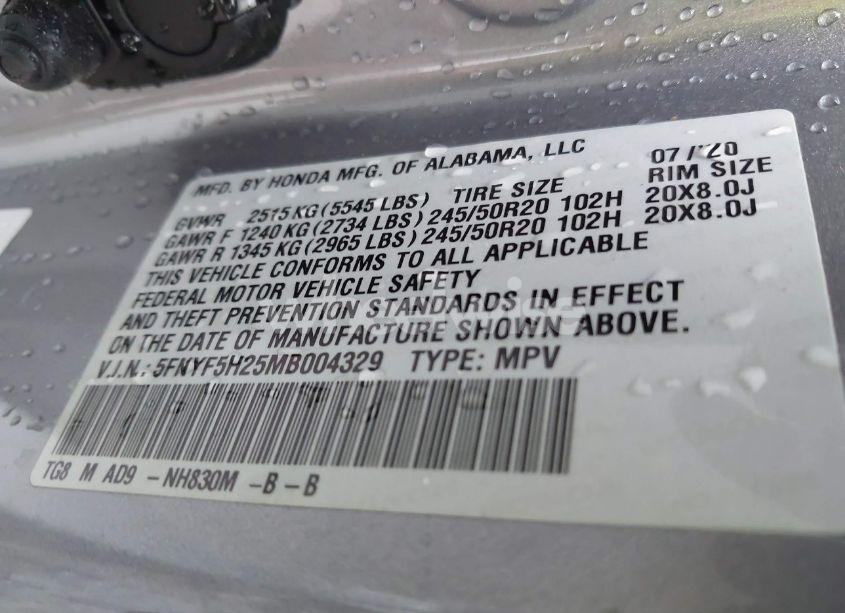 MFD. BY HONDA MFG. OF ALABAMA, LLC 07/'20
GVWR 2515 KG (5545 LBS) TIRE SIZE RIM SIZE
GAWR F 1240 KG (2734 LBS) 245/50R20 102H 20X8.0J
GAWR R 1345 KG (2965 LBS) 245/50R20 102H 20X8.0J
THIS VEHICLE CONFORMS TO ALL APPLICABLE
FEDERAL MOTOR VEHICLE SAFETY
AND THEFT PREVENTION STANDARDS IN EFFECT
ON THE DATE OF MANUFACTURE SHOWN ABOVE.
V.I.N.: 5FNYF5H25MB004329 TYPE: MPV
TG8 M AD9 - NH830M - B - B